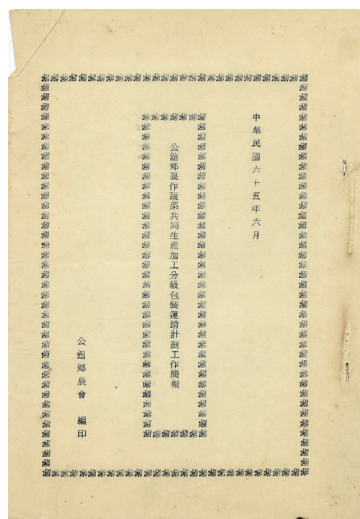 中華民國六十五年六月
公館鄉裏作蔬菜共同生產加工分級包裝運銷計劃工作簡報
公館鄉農會　編印